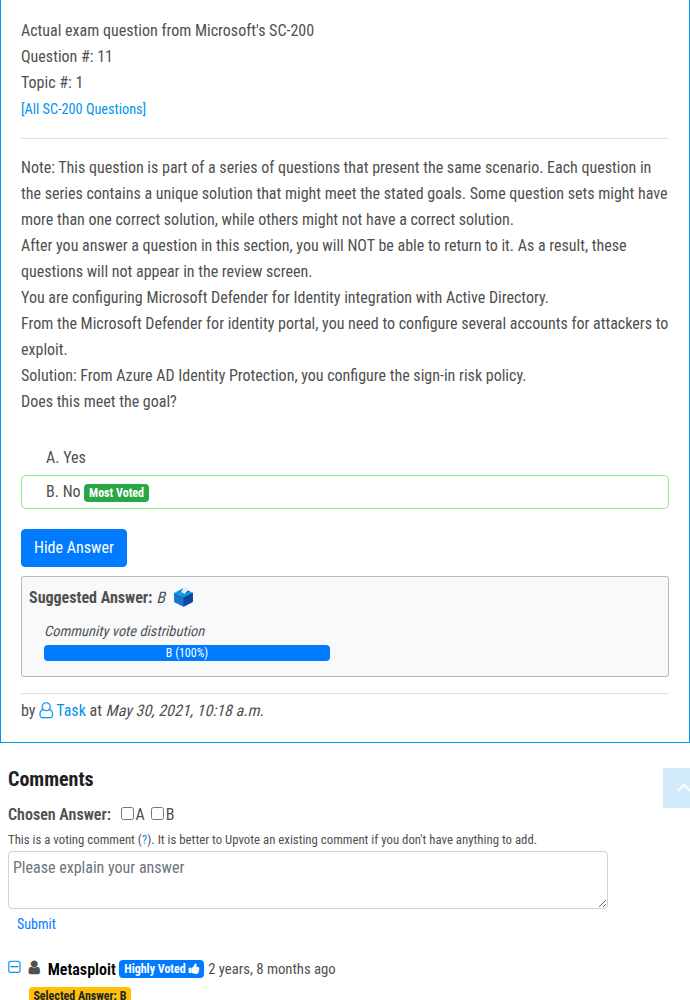 Actual exam question from Microsoft's SC-200
Question #: 11
Topic #: 1
[All SC-200 Questions]
Note: This question is part of a series of questions that present the same scenario. Each question in
the series contains a unique solution that might meet the stated goals. Some question sets might have
more than one correct solution, while others might not have a correct solution.
After you answer a question in this section, you will NOT be able to return to it. As a result, these
questions will not appear in the review screen.
You are configuring Microsoft Defender for Identity integration with Active Directory.
From the Microsoft Defender for identity portal, you need to configure several accounts for attackers to
exploit.
Solution: From Azure AD Identity Protection, you configure the sign-in risk policy.
Does this meet the goal?
A. Yes
B. No Most Voted
Hide Answer
Suggested Answer: B
Community vote distribution
B (100%)
by Task at May 30, 2021, 10:18 a.m.
Comments
Chosen Answer: A B
This is a voting comment (?). It is better to Upvote an existing comment if you don't have anything to add.
Please explain your answer
Submit
Metasploit Highly Voted 2 years, 8 months ago
Selected Answer: B